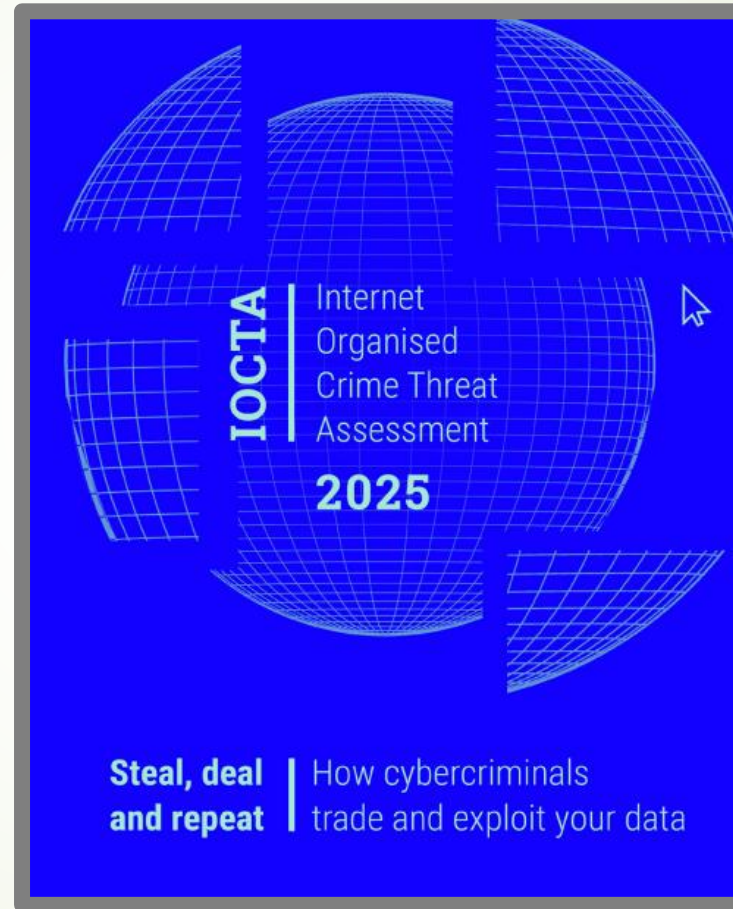 IOCTA
Internet
Organised
Crime Threat
Assessment
2025
Steal, deal
and repeat
How cybercriminals
trade and exploit your data